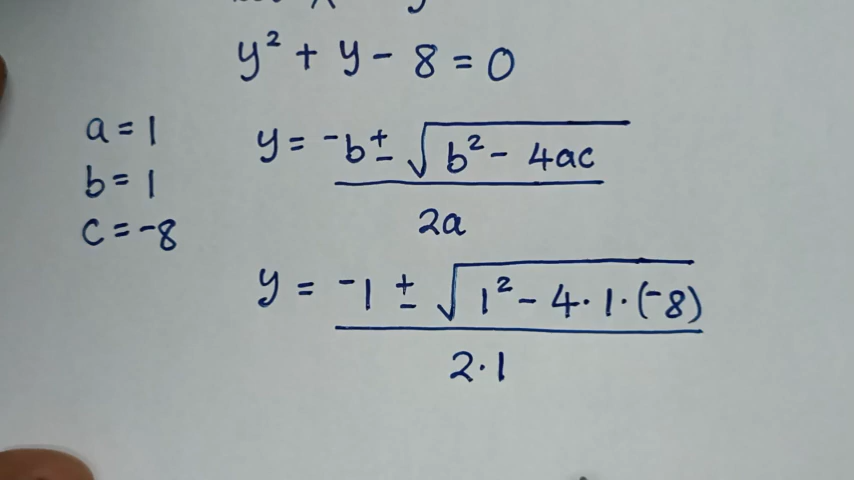 y² + y - 8 = 0
a = 1
b = 1
c = -8
y = -b ± √(b² - 4ac)
2a
y = -1 ± √(1² - 4·1·(-8))
2·1